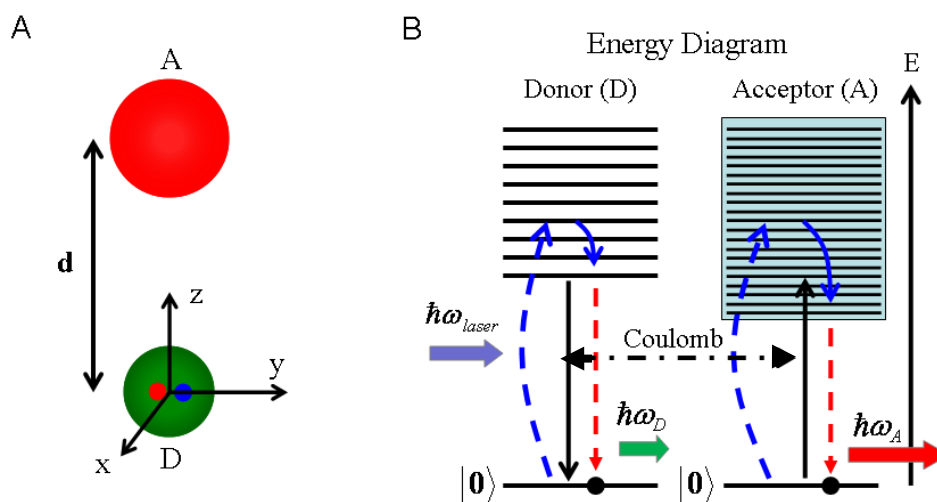 A
A
d
z
y
x
D
B
Energy Diagram
E
Donor (D)
Acceptor (A)
ħω_laser
Coulomb
ħω_D
ħω_A
|0⟩
|0⟩